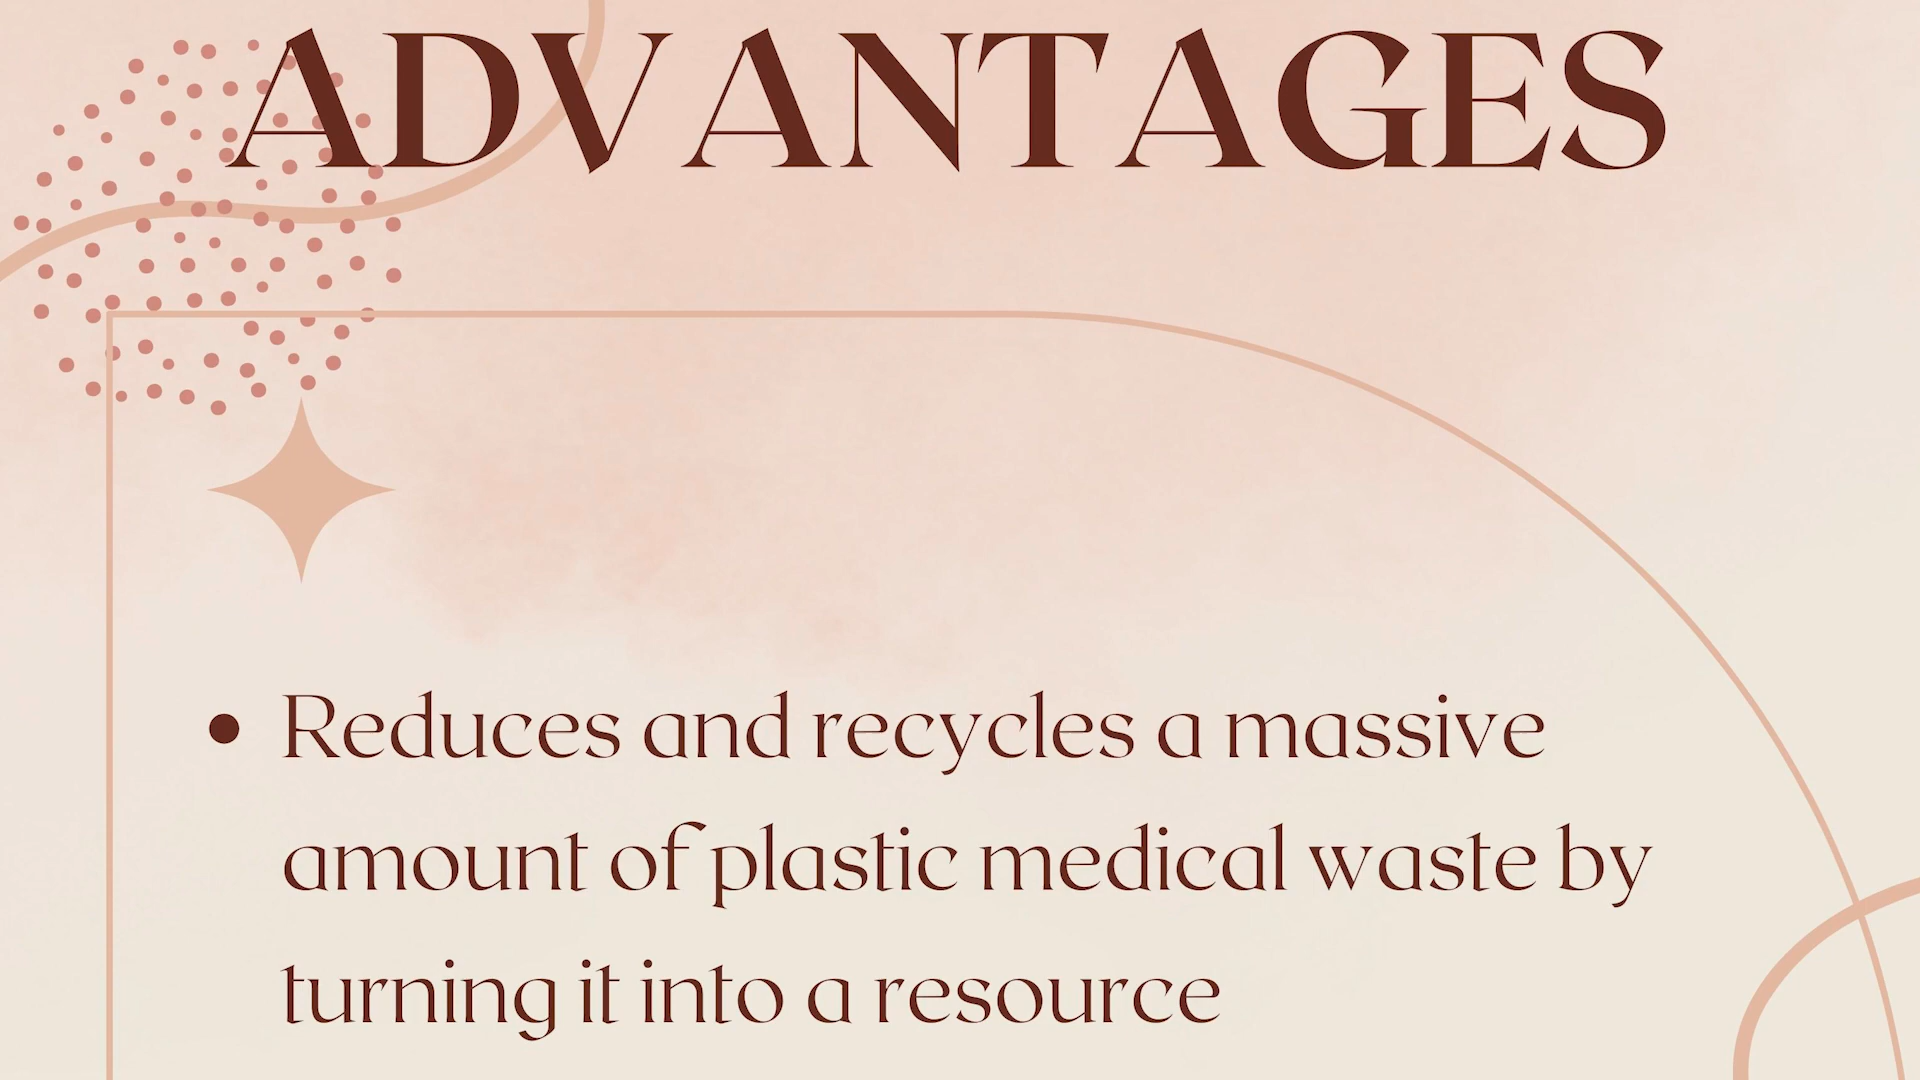 ADVANTAGES
• Reduces and recycles a massive
amount of plastic medical waste by
turning it into a resource